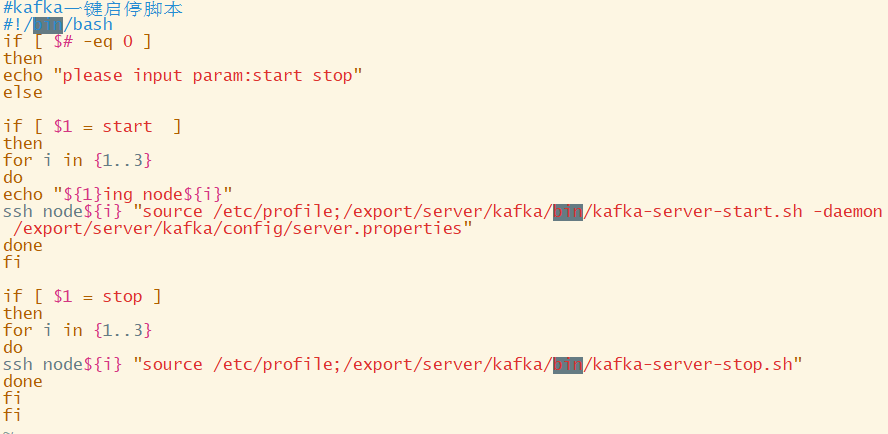 #kafka一键启停脚本
#!/bin/bash
if [ $# -eq 0 ]
then
echo "please input param:start stop"
else
if [ $1 = start  ]
then
for i in {1..3}
do
echo "${1}ing node${i}"
ssh node${i} "source /etc/profile;/export/server/kafka/bin/kafka-server-start.sh -daemon
 /export/server/kafka/config/server.properties"
done
fi
if [ $1 = stop ]
then
for i in {1..3}
do
ssh node${i} "source /etc/profile;/export/server/kafka/bin/kafka-server-stop.sh"
done
fi
fi
~